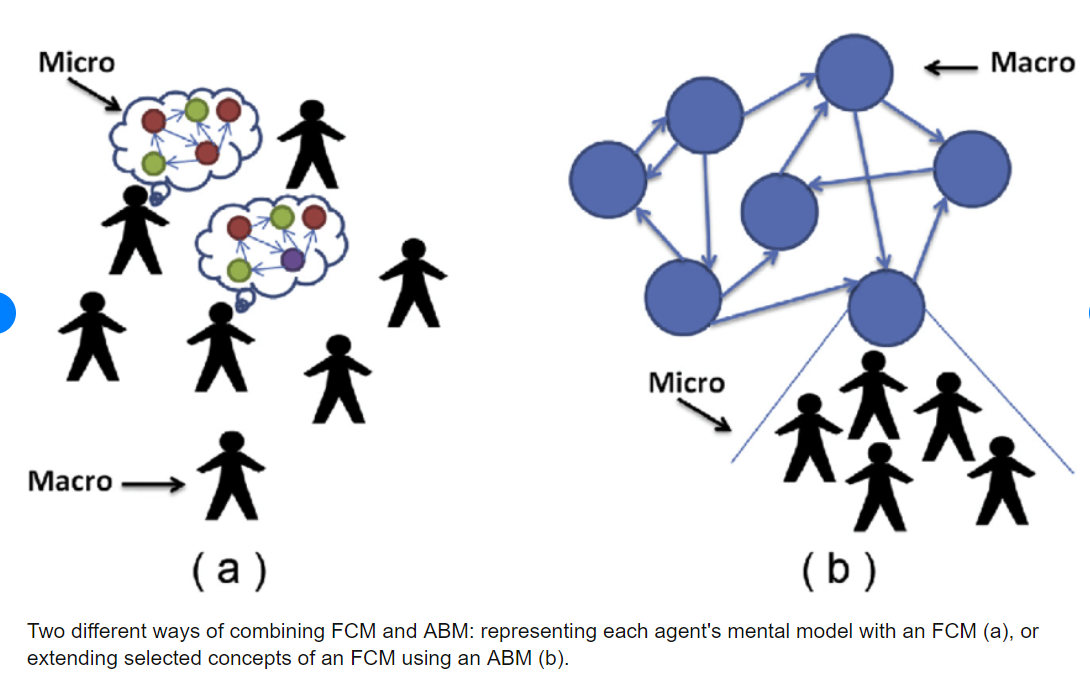 Micro
Macro
(a)
Macro
Micro
(b)
Two different ways of combining FCM and ABM: representing each agent's mental model with an FCM (a), or
extending selected concepts of an FCM using an ABM (b).